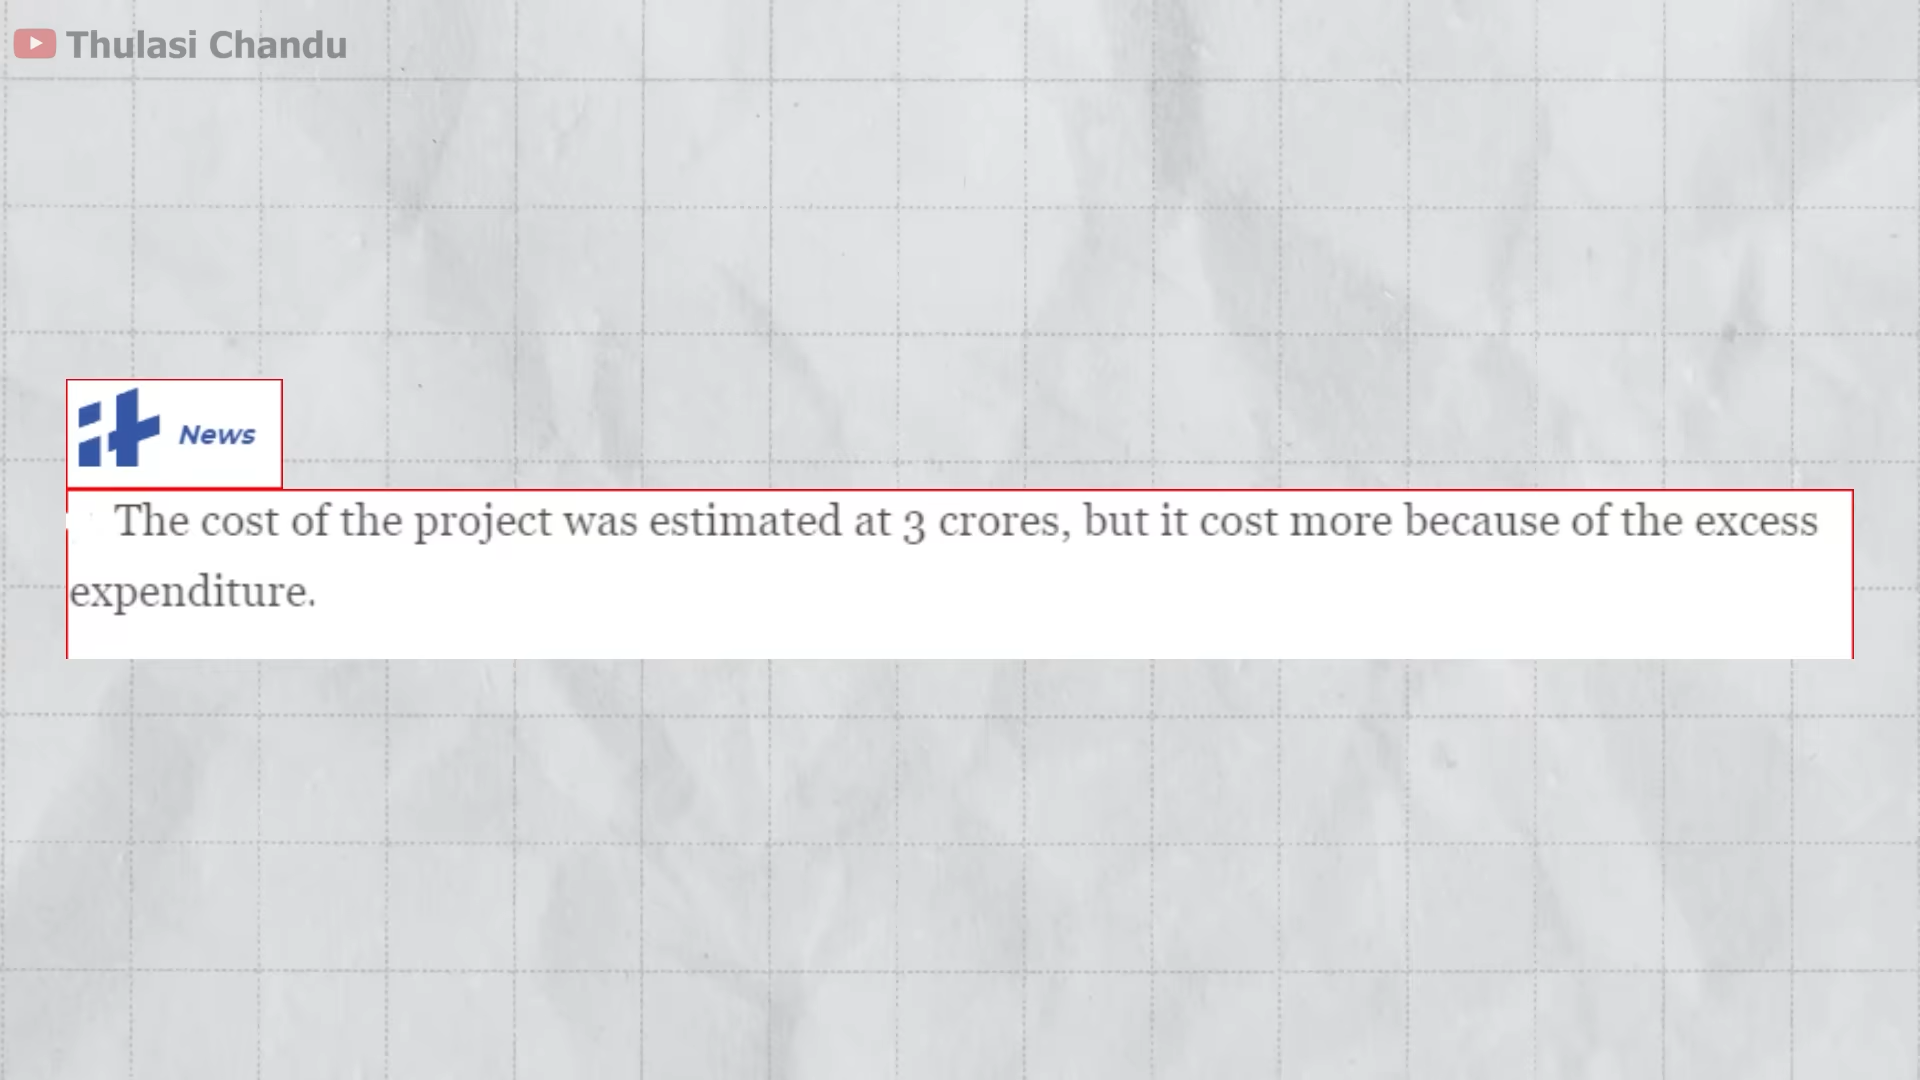 Thulasi Chandu
News
The cost of the project was estimated at 3 crores, but it cost more because of the excess
expenditure.